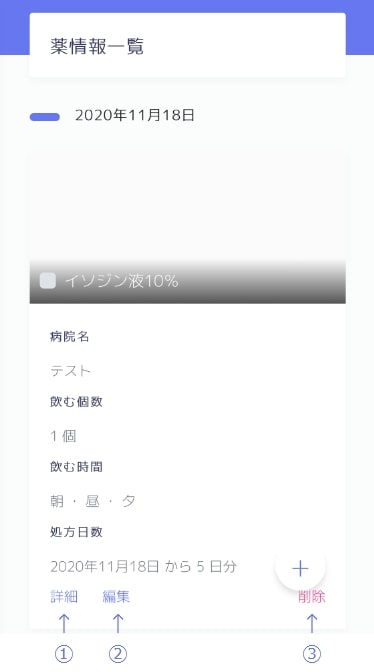 薬情報一覧
2020年11月18日
イソジン液10%
病院名
テスト
飲む個数
1 個
飲む時間
朝 ・ 昼 ・ 夕
処方日数
2020年11月18日 から 5 日分
+
詳細 編集 削除
↑ ↑ ↑
① ② ③